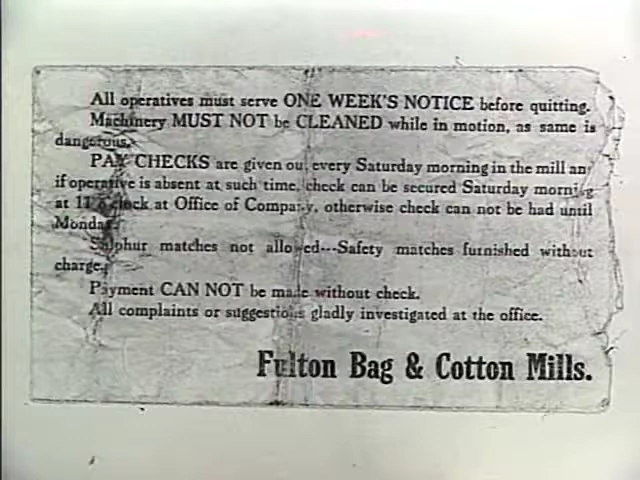 All operatives must serve ONE WEEK'S NOTICE before quitting.
Machinery MUST NOT be CLEANED while in motion, as same is
dangerous.
PAY CHECKS are given out every Saturday morning in the mill an
if operative is absent at such time, check can be secured Saturday morning
at 11 o'clock at Office of Company, otherwise check can not be had until
Monday.
Sulphur matches not allowed---Safety matches furnished without
charge.
Payment CAN NOT be made without check.
All complaints or suggestions gladly investigated at the office.
Fulton Bag & Cotton Mills.